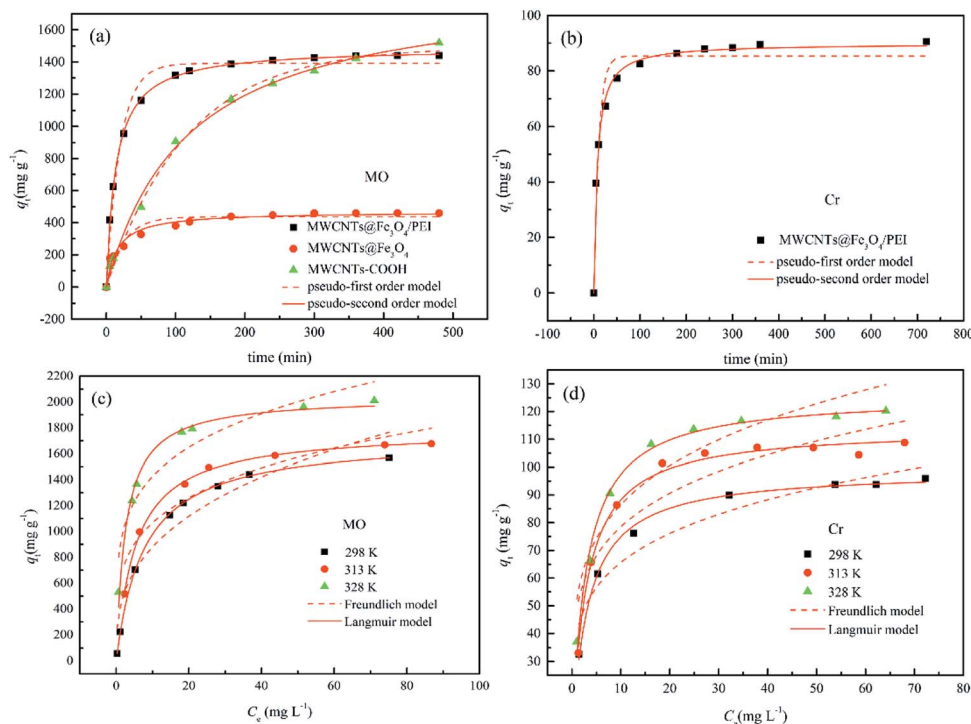 (a)
1600
1400
1200
1000
800
600
400
200
0
-200
qt(mg g-1)
MO
MWCNTs@Fe3O4/PEI
MWCNTs@Fe3O4
MWCNTs-COOH
pseudo-first order model
pseudo-second order model
0 100 200 300 400 500
time (min)
(b)
100
80
60
40
20
0
qt (mg g-1)
Cr
MWCNTs@Fe3O4/PEI
pseudo-first order model
pseudo-second order model
-100 0 100 200 300 400 500 600 700 800
time (min)
(c)
2200
2000
1800
1600
1400
1200
1000
800
600
400
200
0
qt(mg g-1)
MO
298 K
313 K
328 K
Freundlich model
Langmuir model
0 20 40 60 80 100
Ce (mg L-1)
(d)
130
120
110
100
90
80
70
60
50
40
30
qt (mg g-1)
Cr
298 K
313 K
328 K
Freundlich model
Langmuir model
0 10 20 30 40 50 60 70 80
Ce(mg L-1)